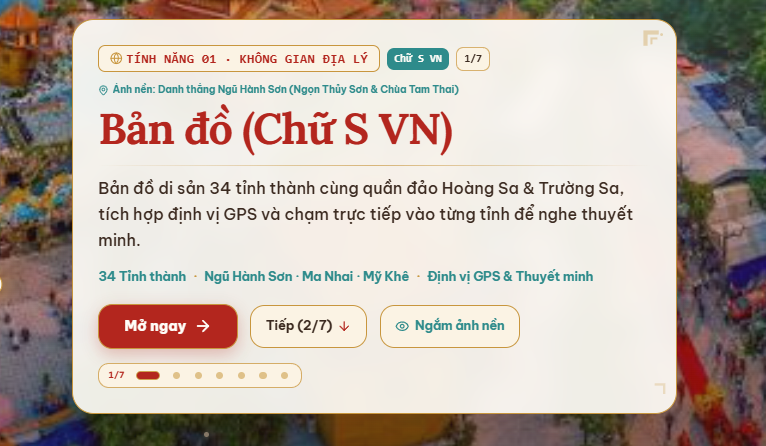 TÍNH NĂNG 01 · KHÔNG GIAN ĐỊA LÝ
Chữ S VN
1/7
Ảnh nền: Danh thắng Ngũ Hành Sơn (Ngọn Thủy Sơn & Chùa Tam Thai)
Bản đồ (Chữ S VN)
Bản đồ di sản 34 tỉnh thành cùng quần đảo Hoàng Sa & Trường Sa,
tích hợp định vị GPS và chạm trực tiếp vào từng tỉnh để nghe thuyết
minh.
34 Tỉnh thành · Ngũ Hành Sơn · Ma Nhai · Mỹ Khê · Định vị GPS & Thuyết minh
Mở ngay →
Tiếp (2/7) ↓
Ngắm ảnh nền
1/7